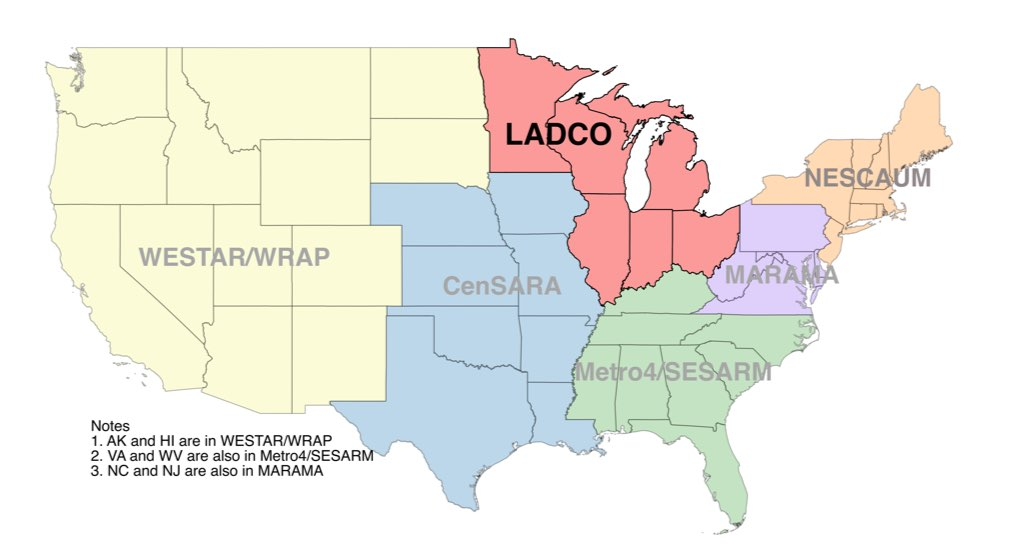 LADCO
NESCAUM
WESTAR/WRAP
MARAMA
CenSARA
Metro4/SESARM
Notes
1. AK and HI are in WESTAR/WRAP
2. VA and WV are also in Metro4/SESARM
3. NC and NJ are also in MARAMA